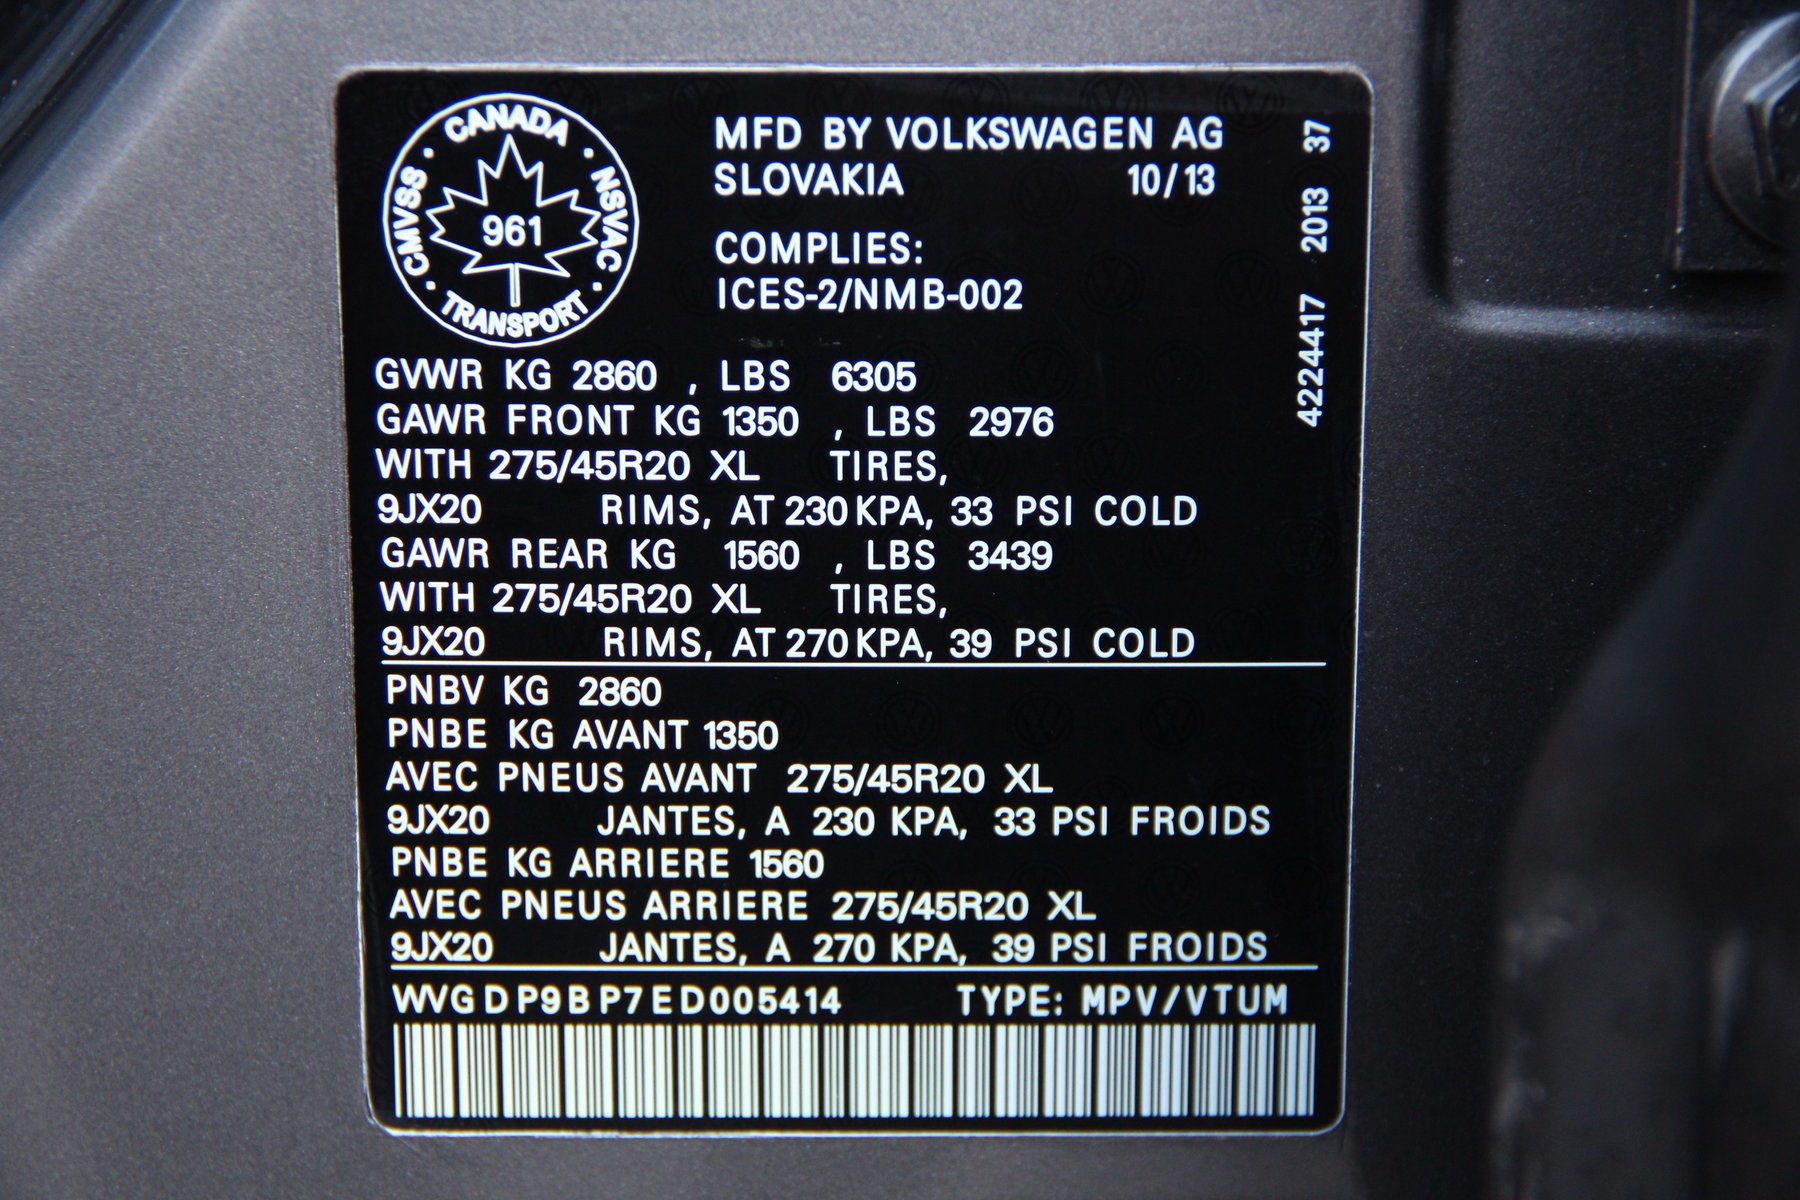 CANADA
CMVSS
NSVAC
961
TRANSPORT
MFD BY VOLKSWAGEN AG
SLOVAKIA 10/13
COMPLIES:
ICES-2/NMB-002
4224417 2013 37
GVWR KG 2860 , LBS 6305
GAWR FRONT KG 1350 , LBS 2976
WITH 275/45R20 XL TIRES,
9JX20 RIMS, AT 230 KPA, 33 PSI COLD
GAWR REAR KG 1560 , LBS 3439
WITH 275/45R20 XL TIRES,
9JX20 RIMS, AT 270 KPA, 39 PSI COLD
PNBV KG 2860
PNBE KG AVANT 1350
AVEC PNEUS AVANT 275/45R20 XL
9JX20 JANTES, A 230 KPA, 33 PSI FROIDS
PNBE KG ARRIERE 1560
AVEC PNEUS ARRIERE 275/45R20 XL
9JX20 JANTES, A 270 KPA, 39 PSI FROIDS
WVGDP9BP7ED005414 TYPE: MPV/VTUM